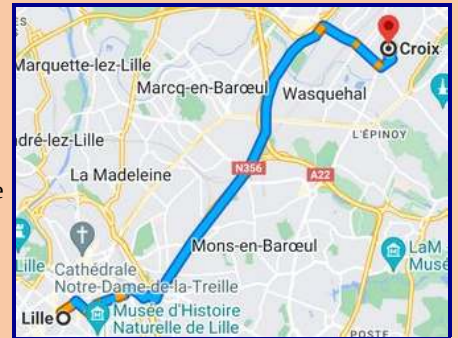 Croix
Marquette-lez-Lille
Marcq-en-Barœul
Wasquehal
L'ÉPINOY
dré-lez-Lille
La Madeleine
N356
A22
e
Mons-en-Barœul
LaM
Musé
Lille
Cathédrale
Notre-Dame-de-la-Treille
Lille
Musée d'Histoire
Naturelle de Lille
POSTE